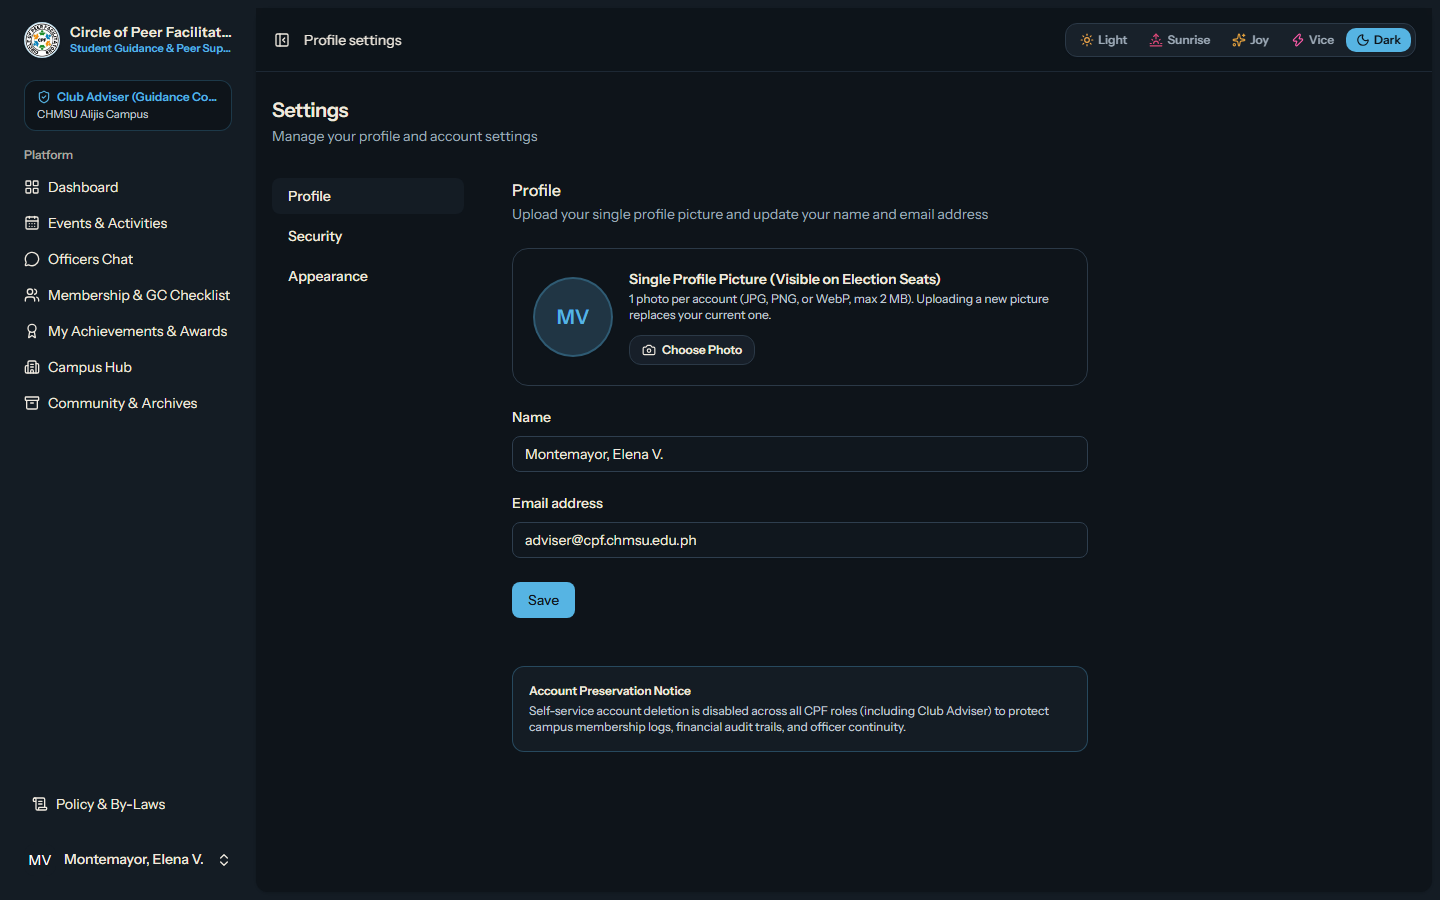 Circle of Peer Facilitat...
Student Guidance & Peer Sup...
Club Adviser (Guidance Co...
CHMSU Alijis Campus
Platform
Dashboard
Events & Activities
Officers Chat
Membership & GC Checklist
My Achievements & Awards
Campus Hub
Community & Archives
Policy & By-Laws
MV Montemayor, Elena V.
Profile settings
Light Sunrise Joy Vice Dark
Settings
Manage your profile and account settings
Profile
Security
Appearance
Profile
Upload your single profile picture and update your name and email address
MV
Single Profile Picture (Visible on Election Seats)
1 photo per account (JPG, PNG, or WebP, max 2 MB). Uploading a new picture
replaces your current one.
Choose Photo
Name
Montemayor, Elena V.
Email address
adviser@cpf.chmsu.edu.ph
Save
Account Preservation Notice
Self-service account deletion is disabled across all CPF roles (including Club Adviser) to protect
campus membership logs, financial audit trails, and officer continuity.